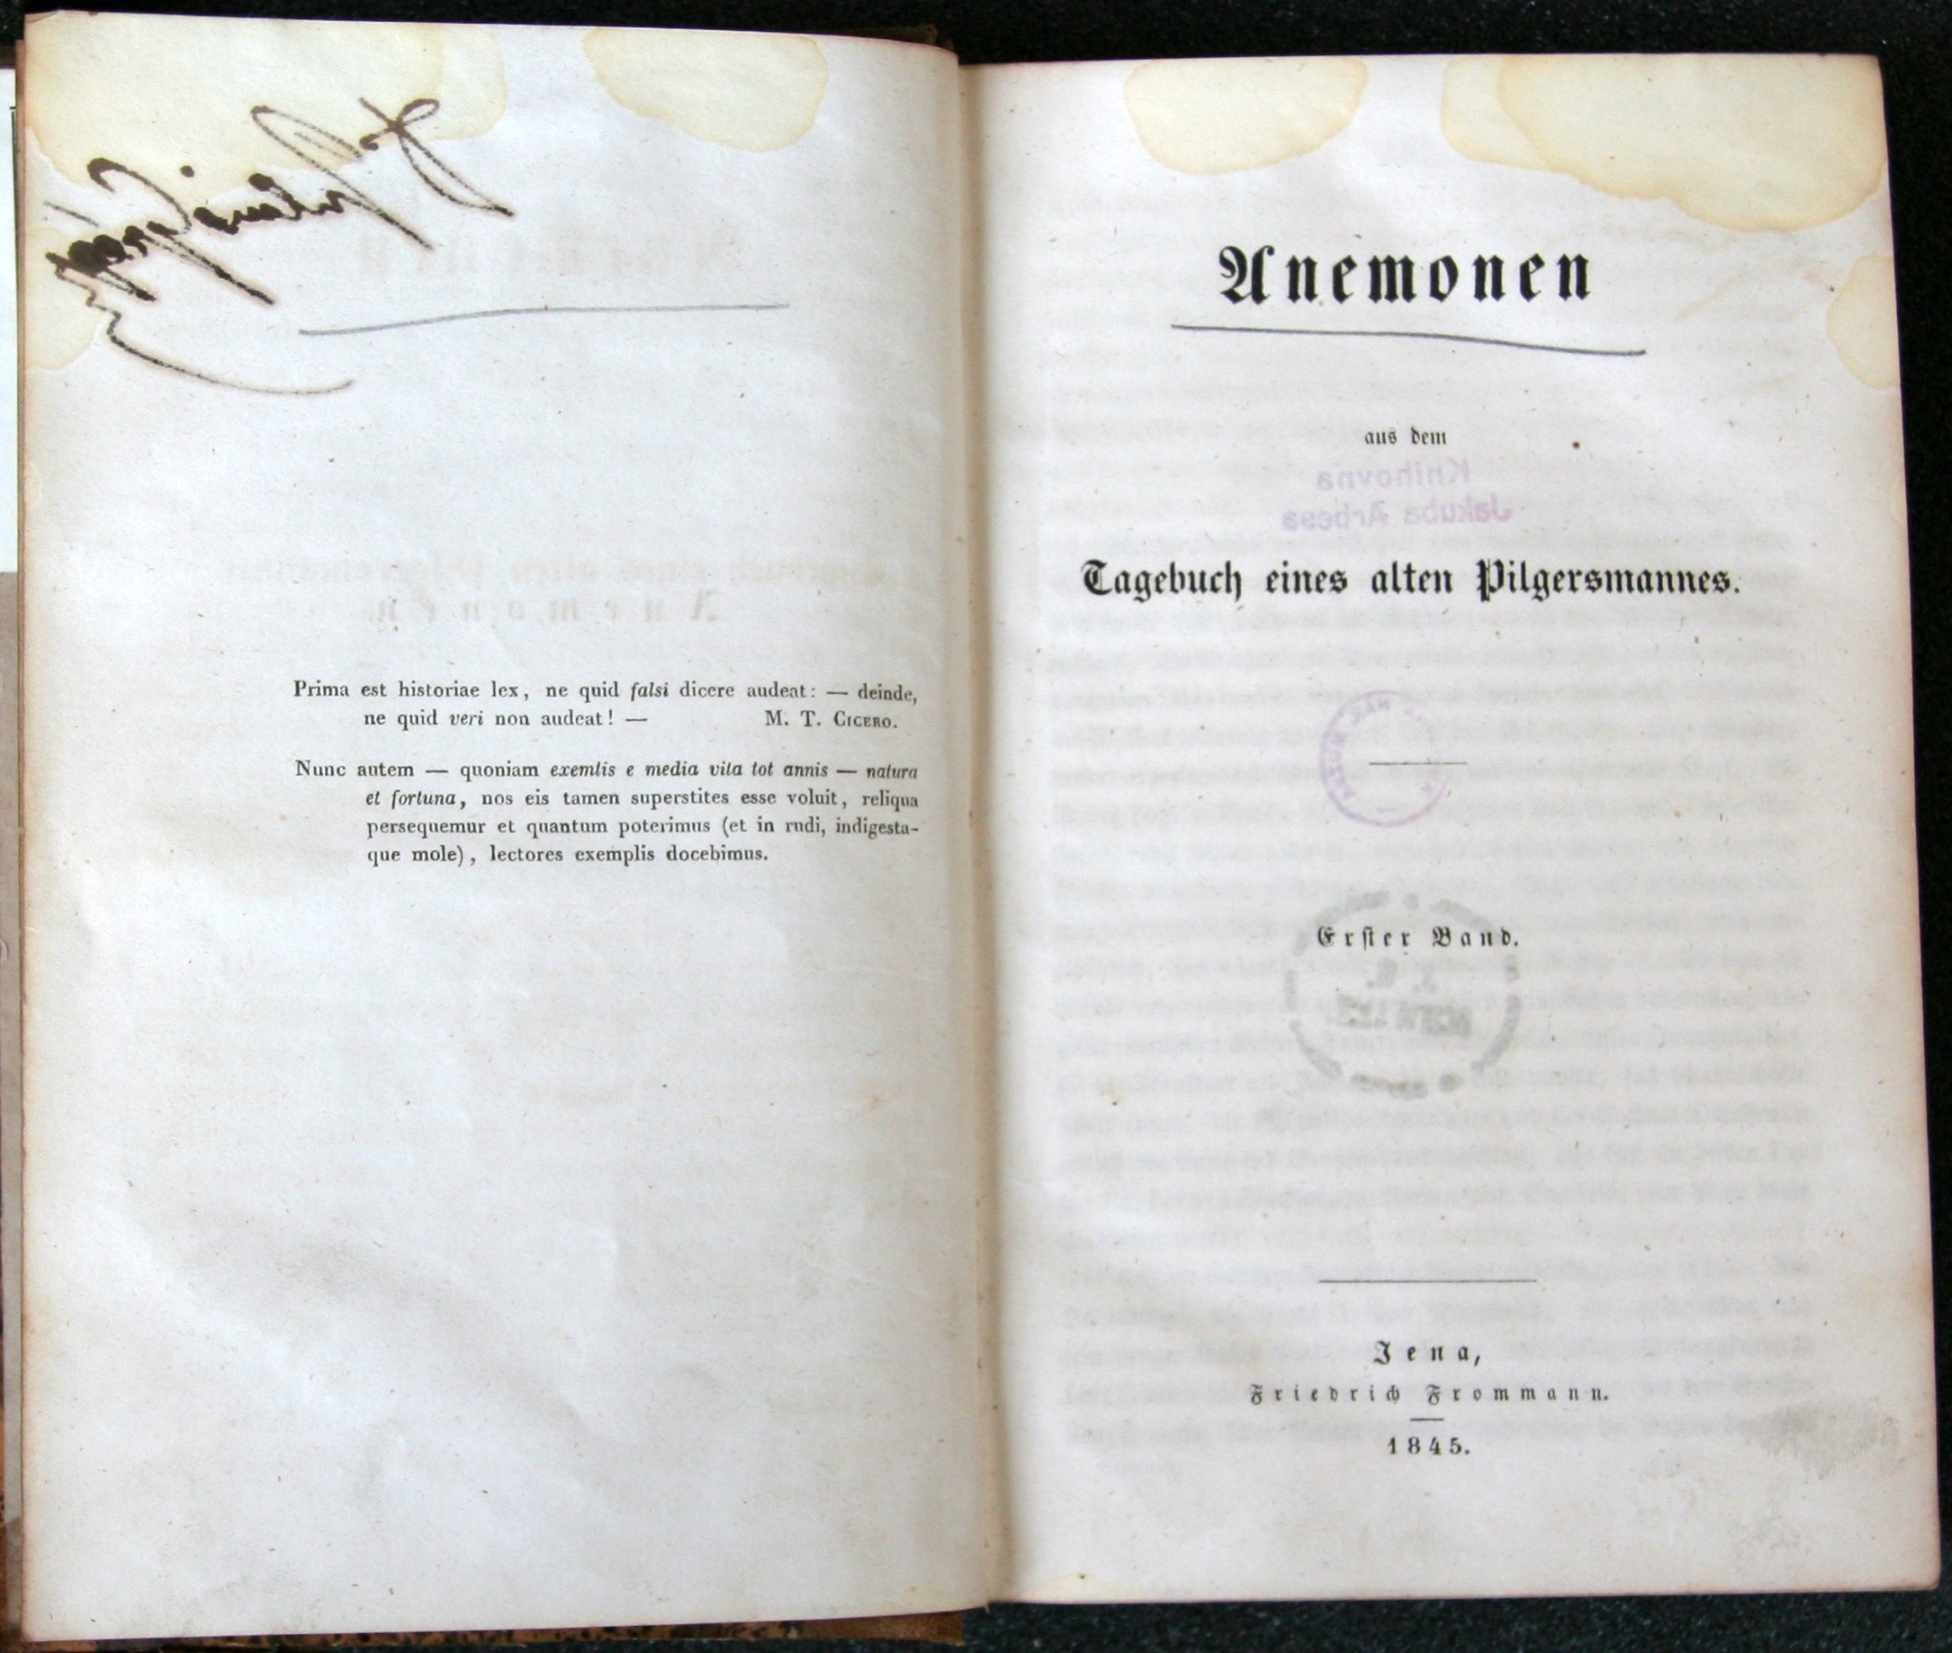 Prima est historiae lex, ne quid falsi dicere audeat: — deinde,
ne quid veri non audeat! — M. T. CICERO.
Nunc autem — quoniam exemtis e media vita tot annis — natura
et fortuna, nos eis tamen superstites esse voluit, reliqua
persequemur et quantum poterimus (et in rudi, indigesta-
que mole), lectores exemplis docebimus.
Anemonen
aus dem
Knihovna
Jakuba Arbesa
Tagebuch eines alten Pilgersmannes.
Erster Band.
Jena,
Friedrich Frommann.
1845.